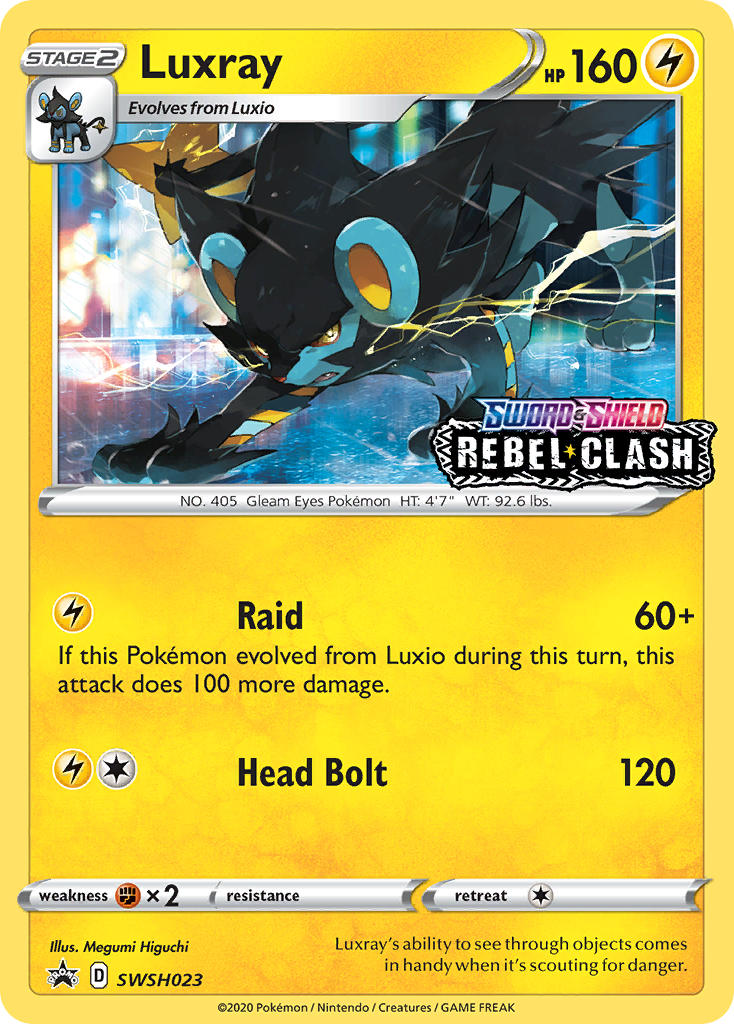 STAGE 2 Luxray HP 160
Evolves from Luxio
SWORD & SHIELD
REBEL CLASH
NO. 405 Gleam Eyes Pokémon HT: 4'7" WT: 92.6 lbs.
Raid 60+
If this Pokémon evolved from Luxio during this turn, this
attack does 100 more damage.
Head Bolt 120
weakness ×2 resistance retreat
Illus. Megumi Higuchi
Luxray's ability to see through objects comes
in handy when it's scouting for danger.
PROMO D SWSH023
©2020 Pokémon / Nintendo / Creatures / GAME FREAK